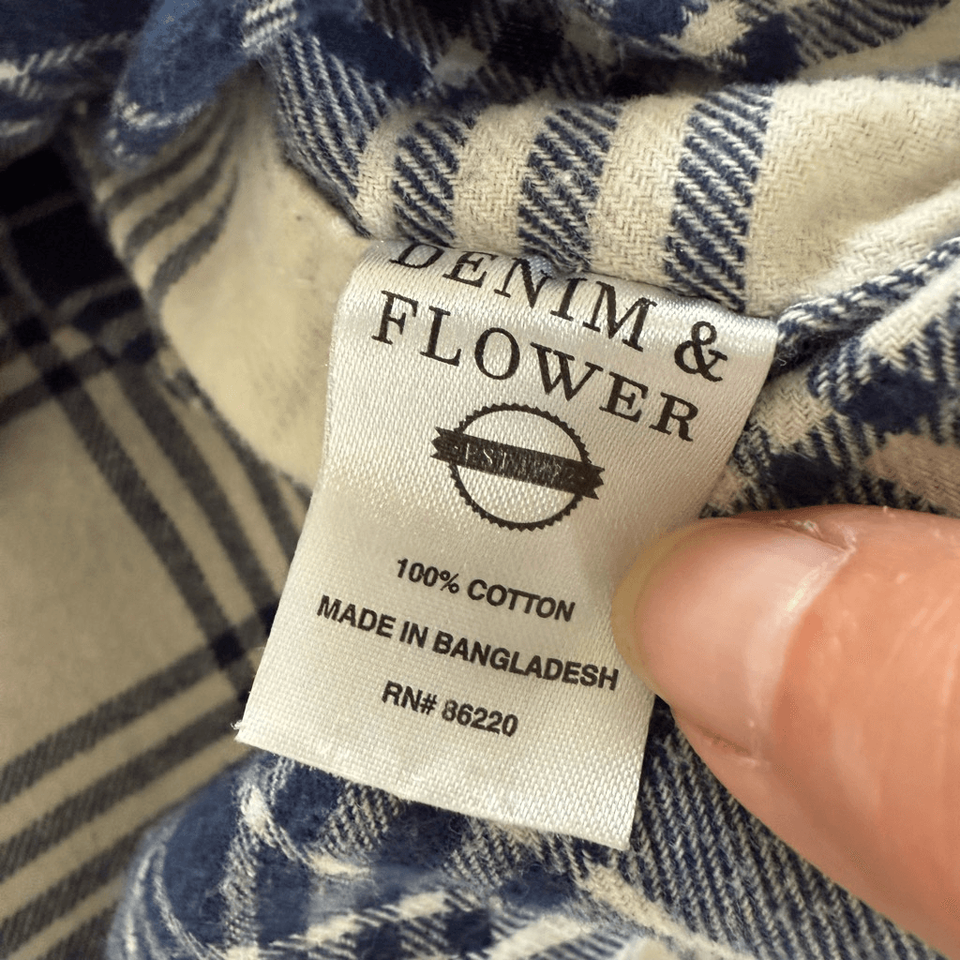 DENIM &
FLOWER
100% COTTON
MADE IN BANGLADESH
RN# 86220